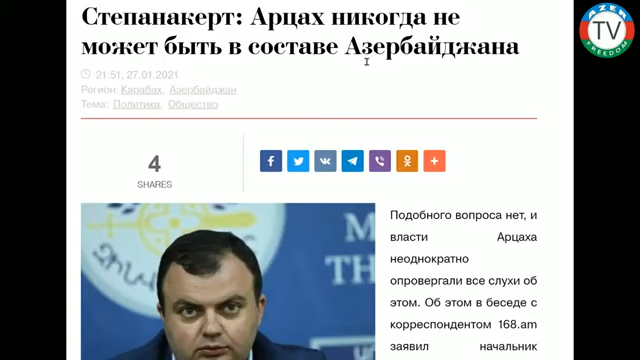 Степанакерт: Арцах никогда не
может быть в составе Азербайджана
21:51, 27.01.2021
Регион: Карабах, Азербайджан
Тема: Политика, Общество
4
SHARES
Подобного вопроса нет, и
власти Арцаха
неоднократно
опровергали все слухи об
этом. Об этом в беседе с
корреспондентом 168.am
заявил начальник
AZER
TV
FREEDOM